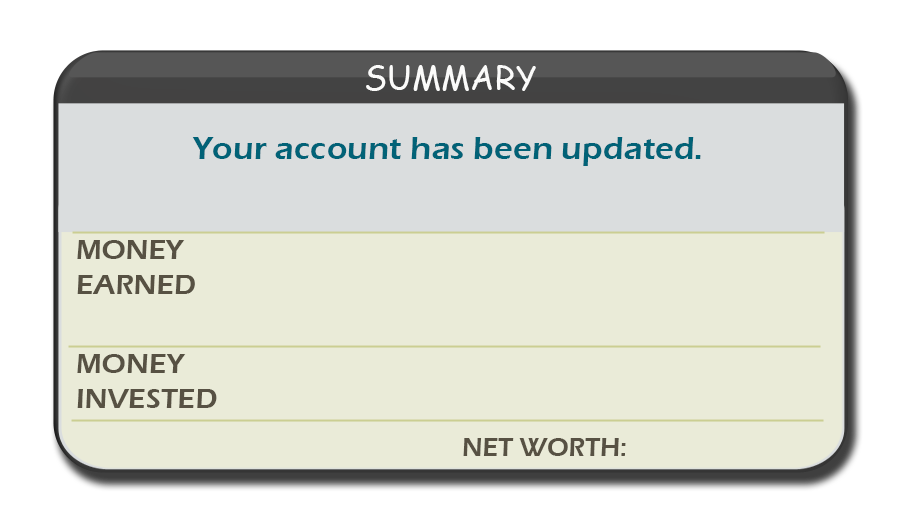 SUMMARY
Your account has been updated.
MONEY
EARNED
MONEY
INVESTED
NET WORTH: